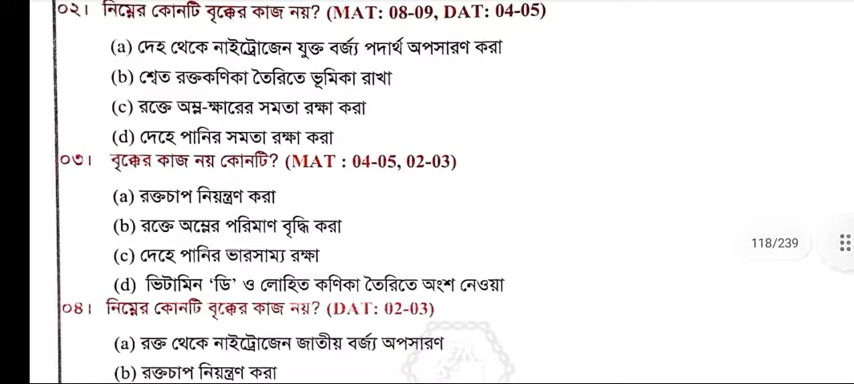 ০২। নিম্নের কোনটি বৃক্কের কাজ নয়? (MAT: 08-09, DAT: 04-05)
(a) দেহ থেকে নাইট্রোজেন যুক্ত বর্জ্য পদার্থ অপসারণ করা
(b) শ্বেত রক্তকণিকা তৈরিতে ভূমিকা রাখা
(c) রক্তে অম্ল-ক্ষারের সমতা রক্ষা করা
(d) দেহে পানির সমতা রক্ষা করা
০৩। বৃক্কের কাজ নয় কোনটি? (MAT : 04-05, 02-03)
(a) রক্তচাপ নিয়ন্ত্রণ করা
(b) রক্তে অম্লের পরিমাণ বৃদ্ধি করা
(c) দেহে পানির ভারসাম্য রক্ষা
118/239
(d) ভিটামিন ‘ডি’ ও লোহিত কণিকা তৈরিতে অংশ নেওয়া
০৪। নিম্নের কোনটি বৃক্কের কাজ নয়? (DAT: 02-03)
(a) রক্ত থেকে নাইট্রোজেন জাতীয় বর্জ্য অপসারণ
(b) রক্তচাপ নিয়ন্ত্রণ করা